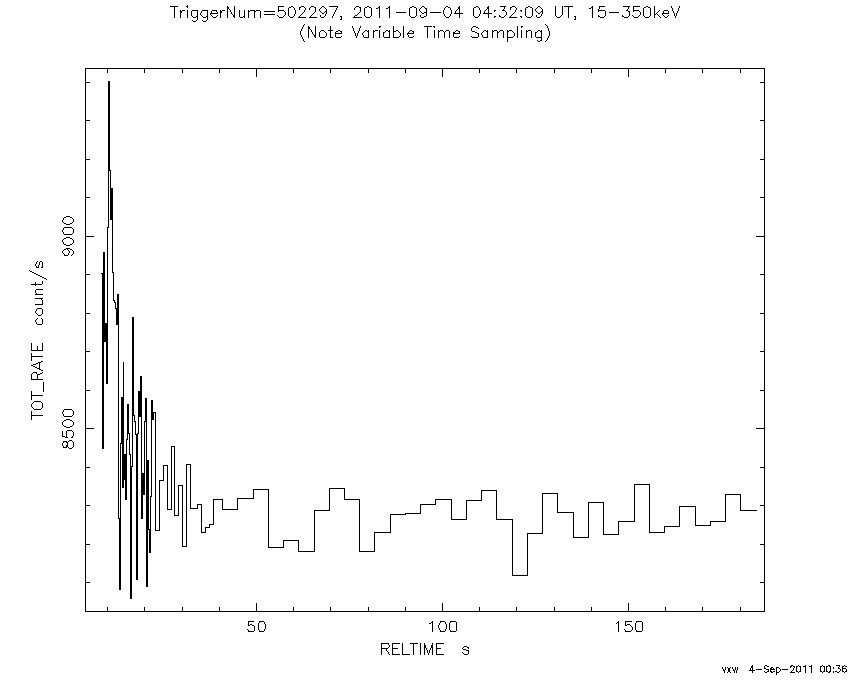 TriggerNum=502297, 2011-09-04 04:32:09 UT, 15-350keV
(Note Variable Time Sampling)
9000
8500
TOT_RATE count/s
50 100 150
RELTIME s
vxw 4-Sep-2011 00:36